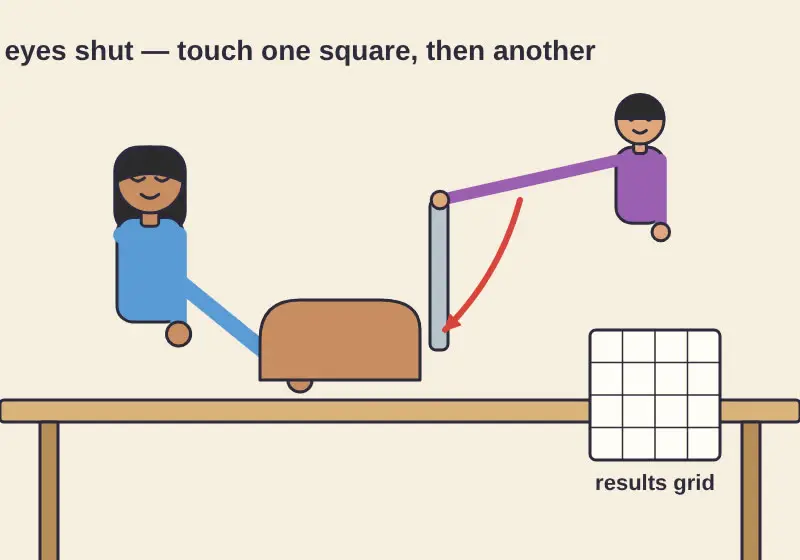 eyes shut — touch one square, then another
results grid